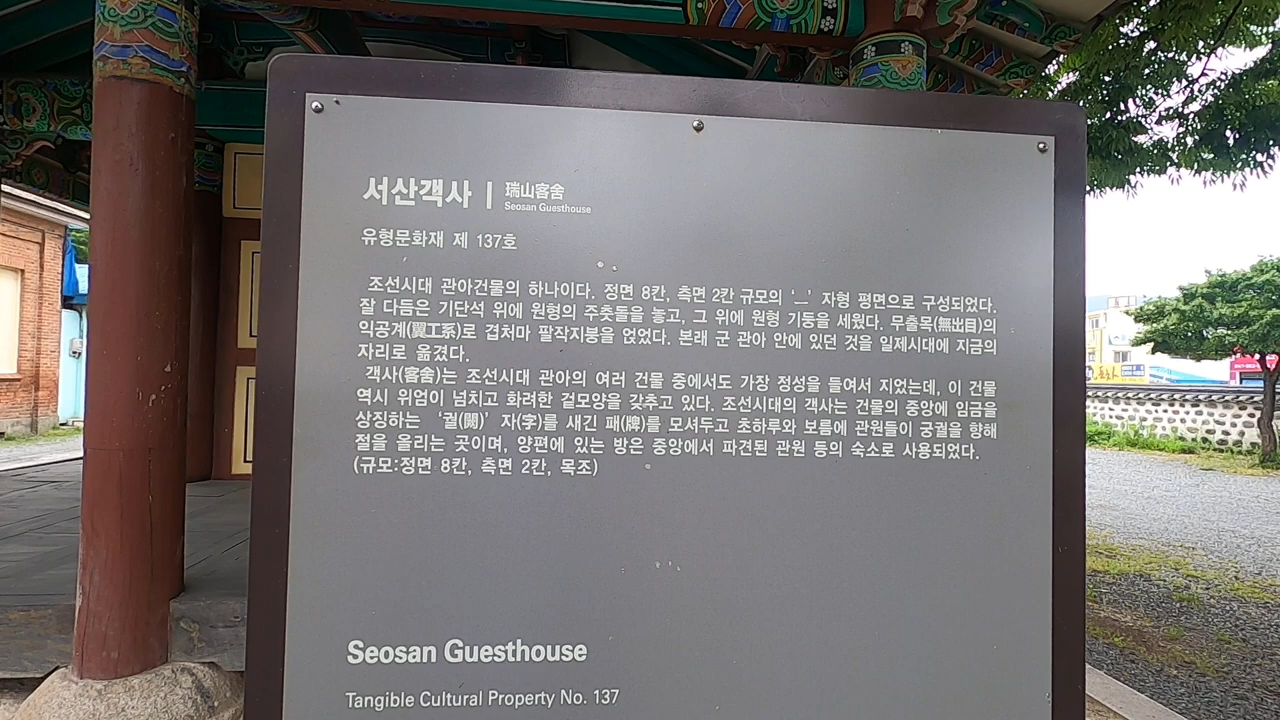 서산객사 | 瑞山客舍
Seosan Guesthouse
유형문화재 제 137호
조선시대 관아건물의 하나이다. 정면 8칸, 측면 2칸 규모의 ‘ㅡ’ 자형 평면으로 구성되었다.
잘 다듬은 기단석 위에 원형의 주춧돌을 놓고, 그 위에 원형 기둥을 세웠다. 무출목(無出目)의
익공계(翼工系)로 겹처마 팔작지붕을 얹었다. 본래 군 관아 안에 있던 것을 일제시대에 지금의
자리로 옮겼다.
객사(客舍)는 조선시대 관아의 여러 건물 중에서도 가장 정성을 들여서 지었는데, 이 건물
역시 위엄이 넘치고 화려한 겉모양을 갖추고 있다. 조선시대의 객사는 건물의 중앙에 임금을
상징하는 ‘궐(闕)’ 자(字)를 새긴 패(牌)를 모셔두고 초하루와 보름에 관원들이 궁궐을 향해
절을 올리는 곳이며, 양편에 있는 방은 중앙에서 파견된 관원 등의 숙소로 사용되었다.
(규모:정면 8칸, 측면 2칸, 목조)
Seosan Guesthouse
Tangible Cultural Property No. 137